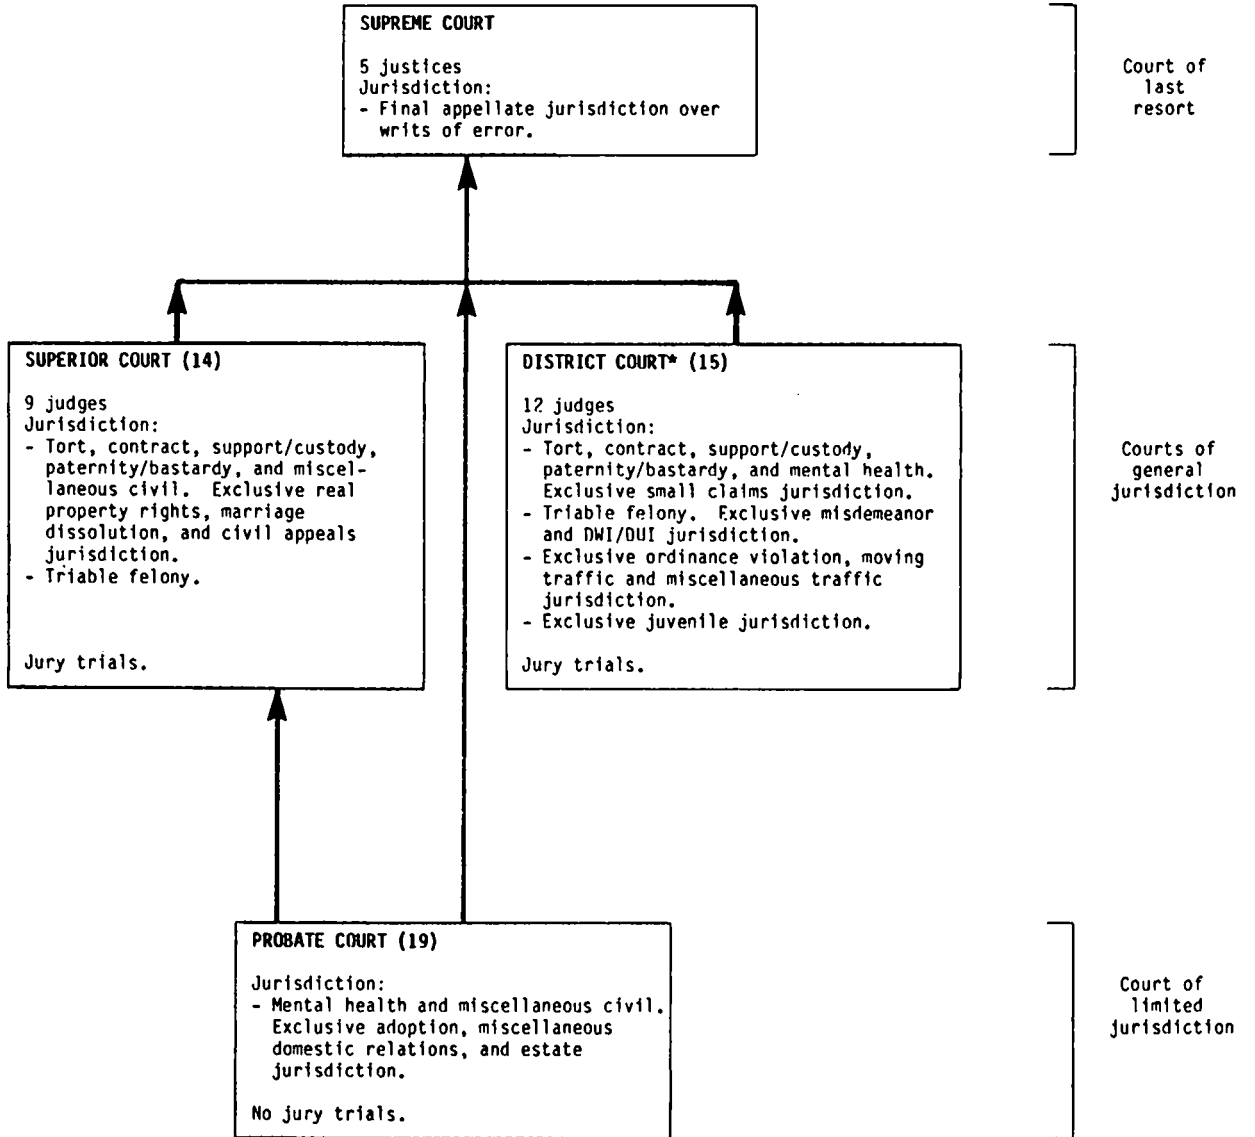 SUPREME COURT
5 justices
Jurisdiction:
- Final appellate jurisdiction over
writs of error.
Court of
last
resort
SUPERIOR COURT (14)
9 judges
Jurisdiction:
- Tort, contract, support/custody,
paternity/bastardy, and miscel-
laneous civil. Exclusive real
property rights, marriage
dissolution, and civil appeals
jurisdiction.
- Triable felony.
Jury trials.
DISTRICT COURT* (15)
12 judges
Jurisdiction:
- Tort, contract, support/custody,
paternity/bastardy, and mental health.
Exclusive small claims jurisdiction.
- Triable felony. Exclusive misdemeanor
and DWI/DUI jurisdiction.
- Exclusive ordinance violation, moving
traffic and miscellaneous traffic
jurisdiction.
- Exclusive juvenile jurisdiction.
Jury trials.
Courts of
general
jurisdiction
PROBATE COURT (19)
Jurisdiction:
- Mental health and miscellaneous civil.
Exclusive adoption, miscellaneous
domestic relations, and estate
jurisdiction.
No jury trials.
Court of
limited
jurisdiction